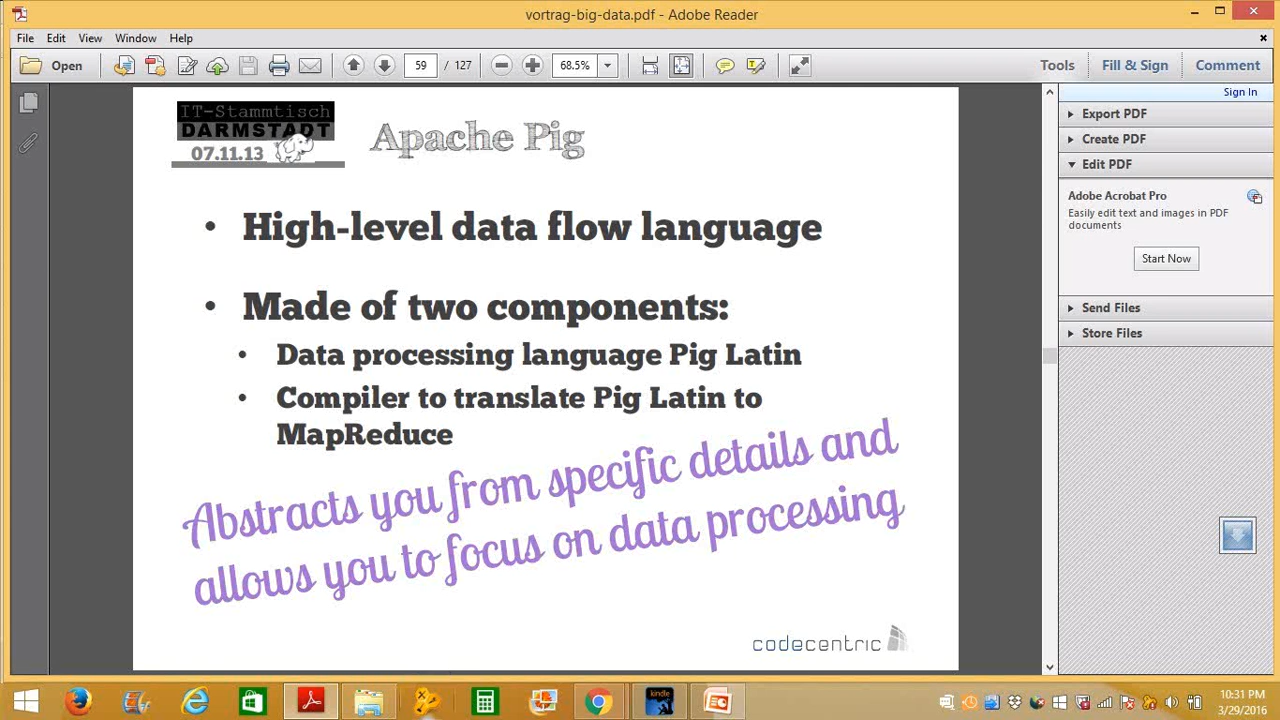 vortrag-big-data.pdf - Adobe Reader
File Edit View Window Help
Open 59 / 127 68.5% Tools Fill & Sign Comment
Sign In
Export PDF
Create PDF
Edit PDF
Adobe Acrobat Pro
Easily edit text and images in PDF
documents
Start Now
Send Files
Store Files
IT-Stammtisch
DARMSTADT
07.11.13
Apache Pig
• High-level data flow language
• Made of two components:
• Data processing language Pig Latin
• Compiler to translate Pig Latin to
MapReduce
Abstracts you from specific details and
allows you to focus on data processing
codecentric
kindle
10:31 PM
3/29/2016